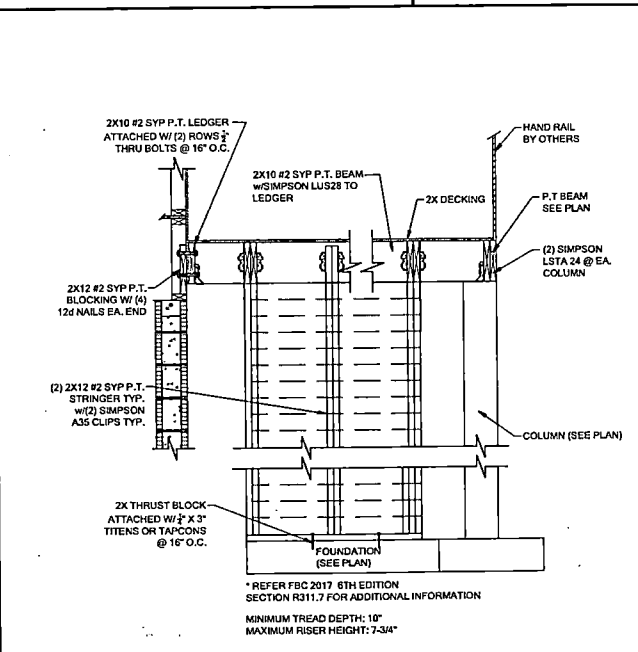 2X10 #2 SYP P.T. LEDGER
ATTACHED W/ (2) ROWS ½"
THRU BOLTS @ 16" O.C.
HAND RAIL
BY OTHERS
2X10 #2 SYP P.T. BEAM
w/SIMPSON LUS28 TO
LEDGER
2X DECKING
P.T BEAM
SEE PLAN
(2) SIMPSON
LSTA 24 @ EA.
COLUMN
2X12 #2 SYP P.T.
BLOCKING W/ (4)
12d NAILS EA. END
(2) 2X12 #2 SYP P.T.
STRINGER TYP.
w/(2) SIMPSON
A35 CLIPS TYP.
COLUMN (SEE PLAN)
2X THRUST BLOCK
ATTACHED W/ X 3"
TITENS OR TAPCONS
@ 16" O.C.
FOUNDATION
(SEE PLAN)
* REFER FBC 2017 6TH EDITION
SECTION R311.7 FOR ADDITIONAL INFORMATION
MINIMUM TREAD DEPTH: 10"
MAXIMUM RISER HEIGHT: 7-3/4"